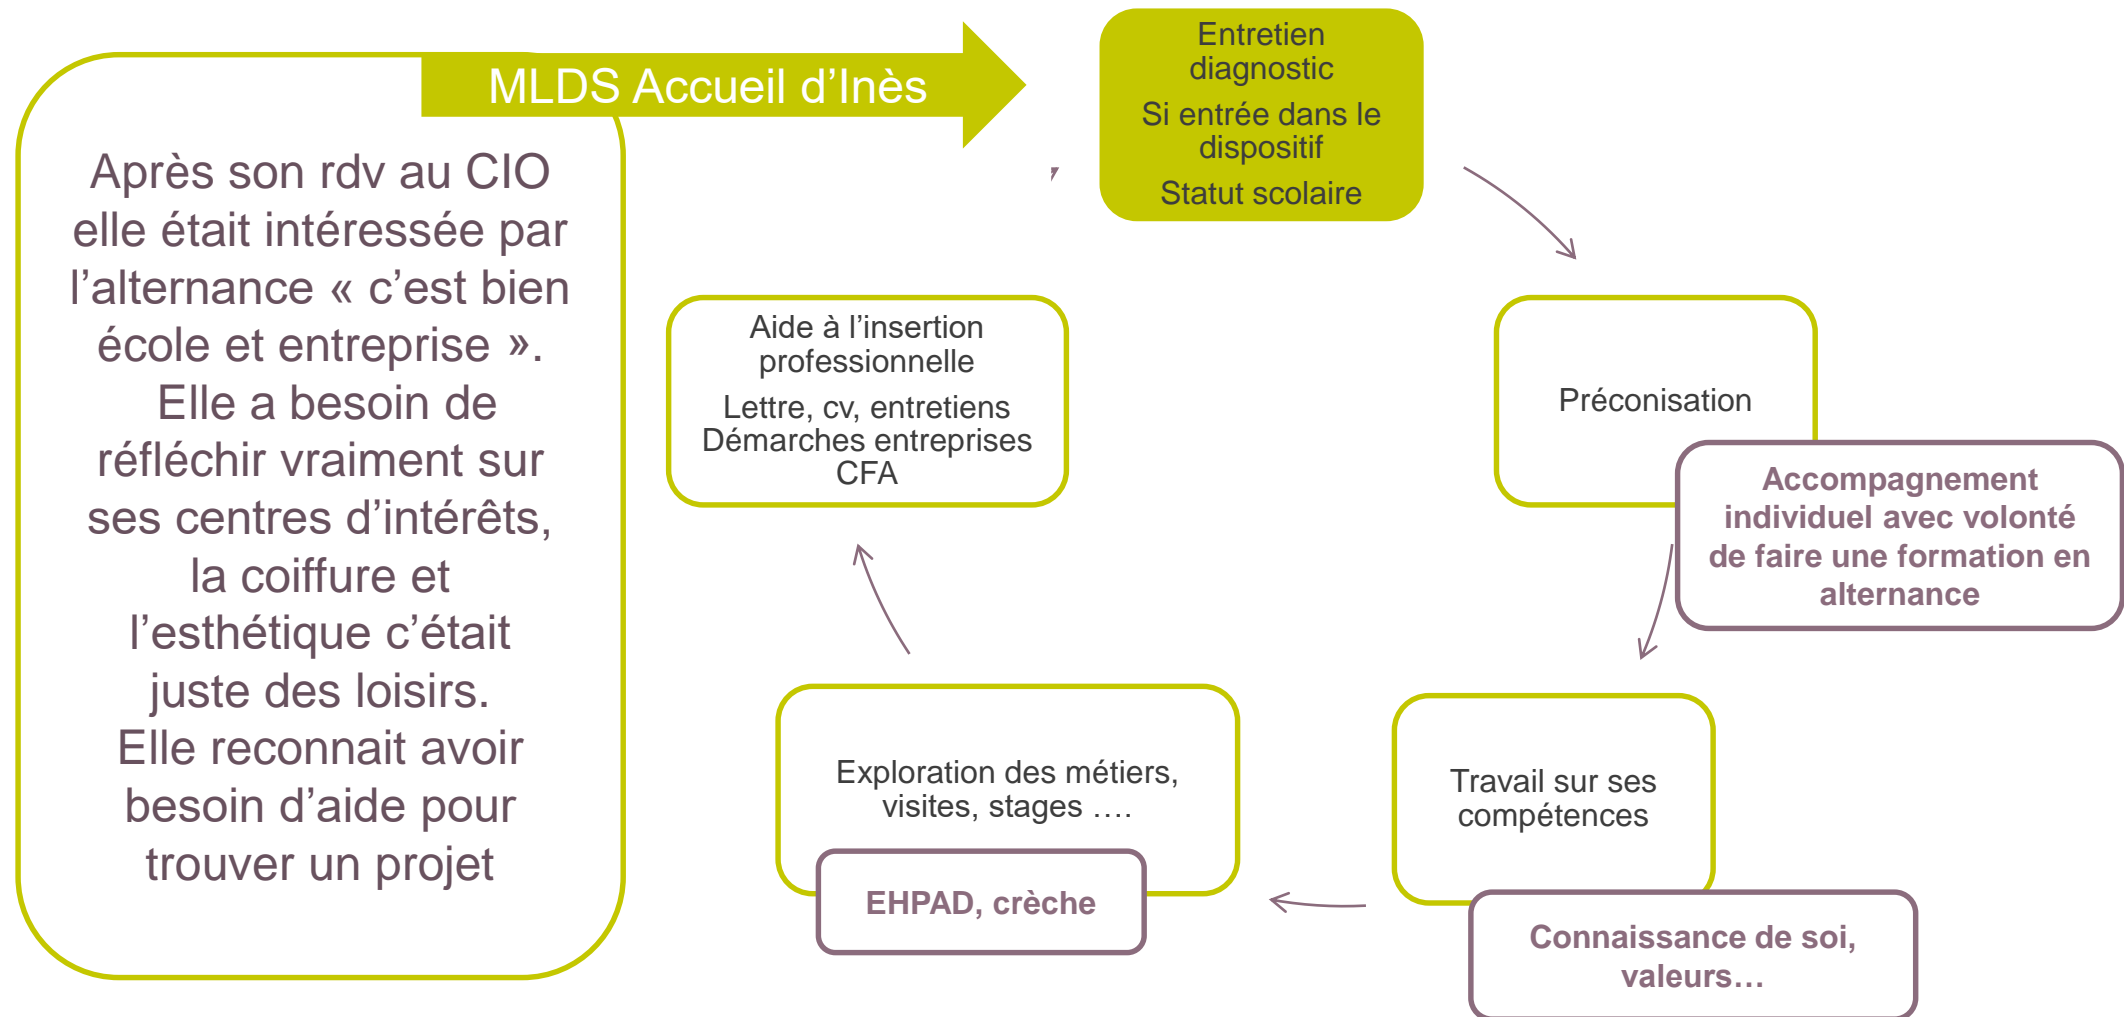 MLDS Accueil d’Inès
Après son rdv au CIO
elle était intéressée par
l’alternance « c’est bien
école et entreprise ».
Elle a besoin de
réfléchir vraiment sur
ses centres d’intérêts,
la coiffure et
l’esthétique c’était
juste des loisirs.
Elle reconnait avoir
besoin d’aide pour
trouver un projet
Entretien
diagnostic
Si entrée dans le
dispositif
Statut scolaire
Préconisation
Accompagnement
individuel avec volonté
de faire une formation en
alternance
Travail sur ses
compétences
Connaissance de soi,
valeurs…
Exploration des métiers,
visites, stages ….
EHPAD, crèche
Aide à l’insertion
professionnelle
Lettre, cv, entretiens
Démarches entreprises
CFA